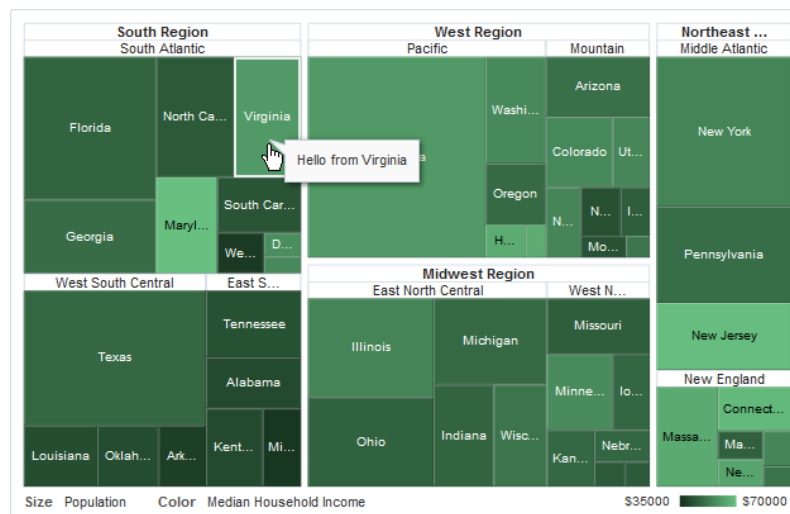 South Region
South Atlantic
Florida
North Ca...
Virginia
Hello from Virginia
Georgia
Maryl...
South Car...
We...
D...
West South Central
East S...
Texas
Tennessee
Alabama
Louisiana
Oklah...
Ark...
Kent...
Mi...
West Region
Pacific
Mountain
a
Washi...
Oregon
H...
Arizona
Colorado
Ut...
N...
N...
I...
Mo...
Midwest Region
East North Central
West N...
Illinois
Michigan
Ohio
Indiana
Wisc...
Missouri
Minne...
Io...
Kan...
Nebr...
Northeast ...
Middle Atlantic
New York
Pennsylvania
New Jersey
New England
Massa...
Connect...
Ma...
Ne...
Size Population Color Median Household Income
$35000 $70000